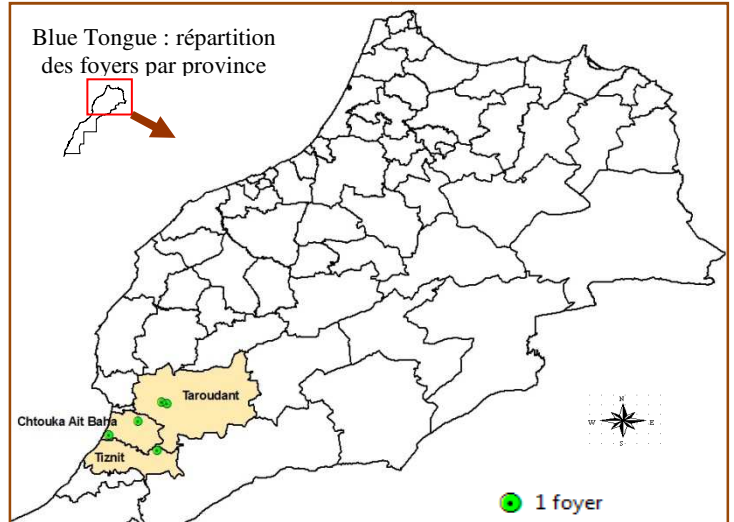 Blue Tongue : répartition
des foyers par province
Taroudant
Chtouka Ait Baha
Tiznit
N
W E
S
1 foyer